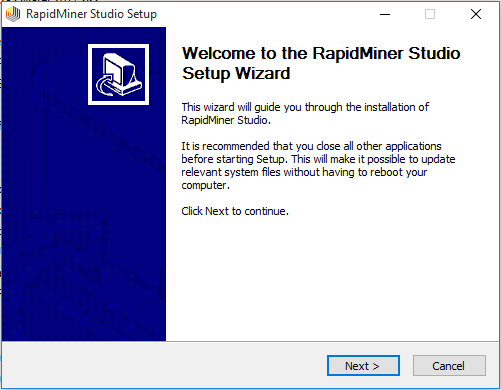 RapidMiner Studio Setup
Welcome to the RapidMiner Studio
Setup Wizard
This wizard will guide you through the installation of
RapidMiner Studio.
It is recommended that you close all other applications
before starting Setup. This will make it possible to update
relevant system files without having to reboot your
computer.
Click Next to continue.
Next >
Cancel